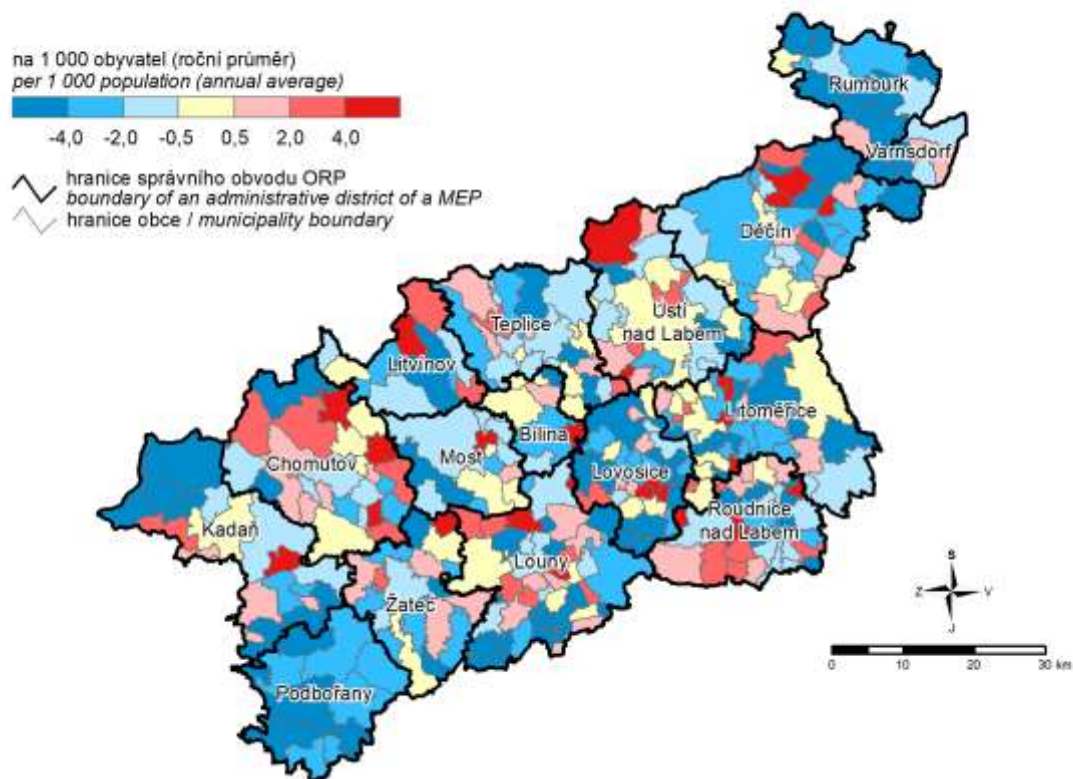 na 1 000 obyvatel (roční průměr)
per 1 000 population (annual average)
-4,0 -2,0 -0,5 0,5 2,0 4,0
hranice správního obvodu ORP
boundary of an administrative district of a MEP
hranice obce / municipality boundary
Rumburk
Varnsdorf
Děčín
Ústí
nad Labem
Teplice
Litvínov
Litoměřice
Bílina
Most
Lovosice
Chomutov
Roudnice
nad Labem
Kadaň
Louny
Žatec
Podbořany
S
Z V
J
0 10 20 30 km